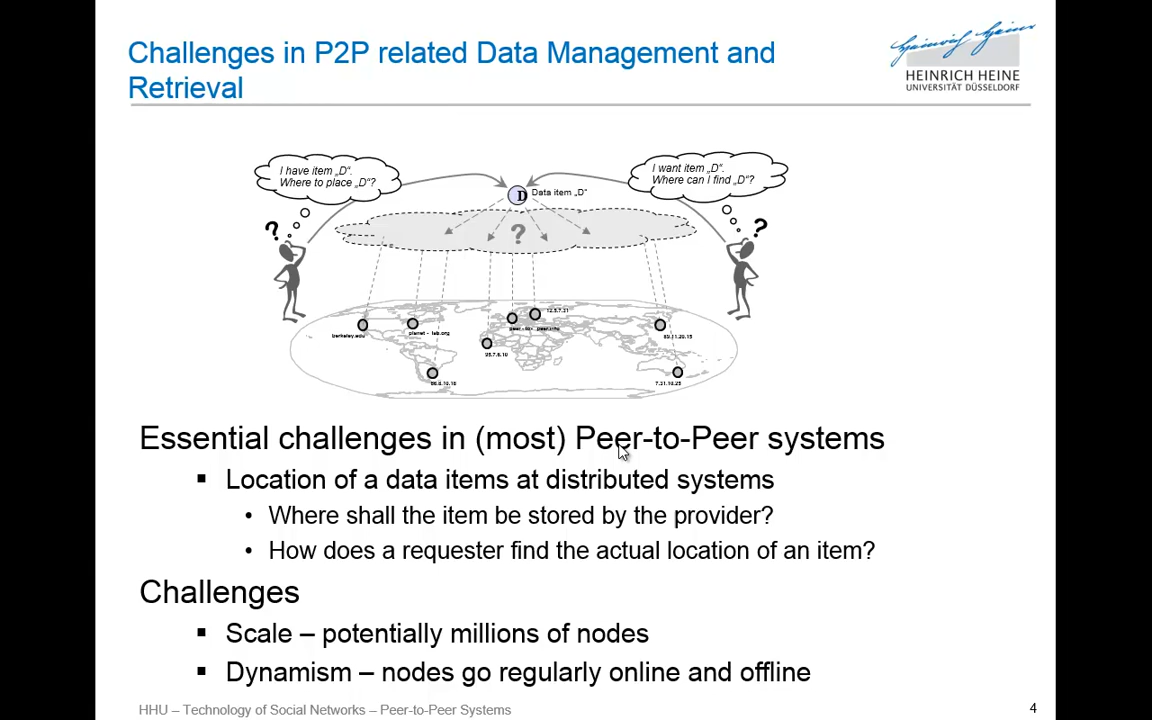 Challenges in P2P related Data Management and
Retrieval
Heinrich Heine
HEINRICH HEINE
UNIVERSITÄT DÜSSELDORF
I have item „D“.
Where to place „D“?
I want item „D“.
Where can I find „D“?
D
Data item „D“
?
?
?
12.5.7.31
berkeley.edu
planet - lab.org
peer - to - peer.info
89.11.20.15
95.7.6.10
86.8.10.18
7.31.10.25
Essential challenges in (most) Peer-to-Peer systems
▪ Location of a data items at distributed systems
• Where shall the item be stored by the provider?
• How does a requester find the actual location of an item?
Challenges
▪ Scale – potentially millions of nodes
▪ Dynamism – nodes go regularly online and offline
HHU – Technology of Social Networks – Peer-to-Peer Systems
4